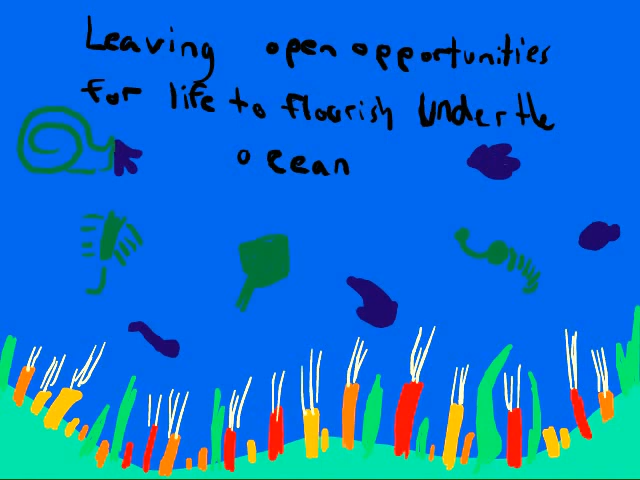 Leaving open opportunities
for life to flourish Under the
ocean